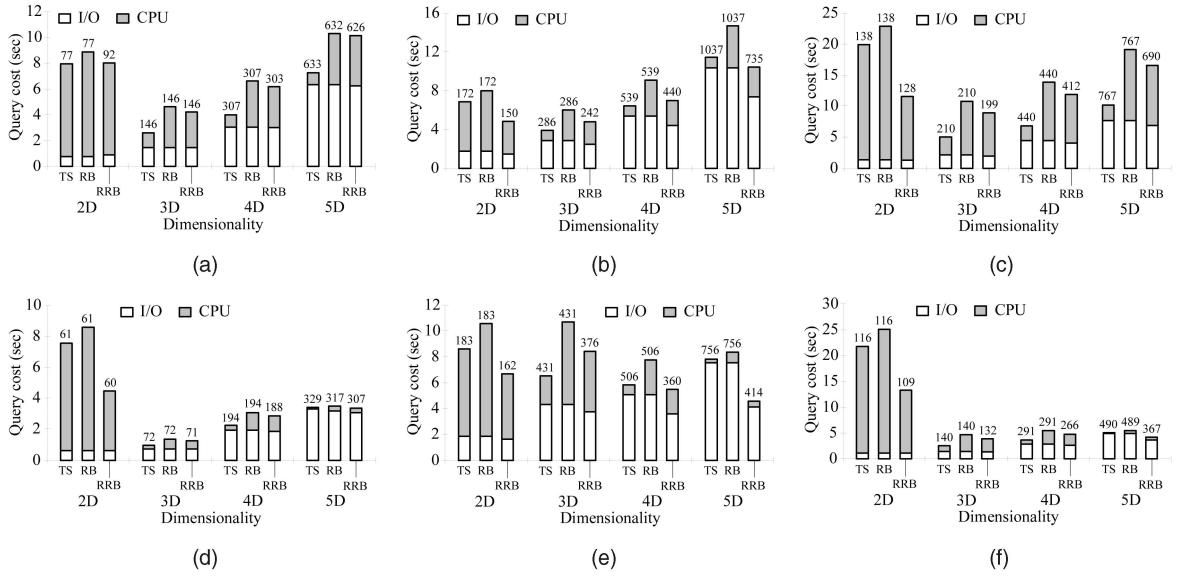 I/O CPU
Query cost (sec)
12
10
8
6
4
2
0
77 77 92
146 146 146
307 307 303
633 632 626
TS RB RRB TS RB RRB TS RB RRB TS RB RRB
2D 3D 4D 5D
Dimensionality
(a)
I/O CPU
Query cost (sec)
16
12
8
4
0
172 172 150
286 286 242
539 539 440
1037 1037 735
TS RB RRB TS RB RRB TS RB RRB TS RB RRB
2D 3D 4D 5D
Dimensionality
(b)
I/O CPU
Query cost (sec)
25
20
15
10
5
0
138 138 128
210 210 199
440 440 412
767 767 690
TS RB RRB TS RB RRB TS RB RRB TS RB RRB
2D 3D 4D 5D
Dimensionality
(c)
I/O CPU
Query cost (sec)
10
8
6
4
2
0
61 61 60
72 72 71
194 194 188
329 317 307
TS RB RRB TS RB RRB TS RB RRB TS RB RRB
2D 3D 4D 5D
Dimensionality
(d)
I/O CPU
Query cost (sec)
12
10
8
6
4
2
0
183 183 162
431 431 376
506 506 360
756 756 414
TS RB RRB TS RB RRB TS RB RRB TS RB RRB
2D 3D 4D 5D
Dimensionality
(e)
I/O CPU
Query cost (sec)
30
25
20
15
10
5
0
116 116 109
140 140 132
291 291 266
490 489 367
TS RB RRB TS RB RRB TS RB RRB TS RB RRB
2D 3D 4D 5D
Dimensionality
(f)